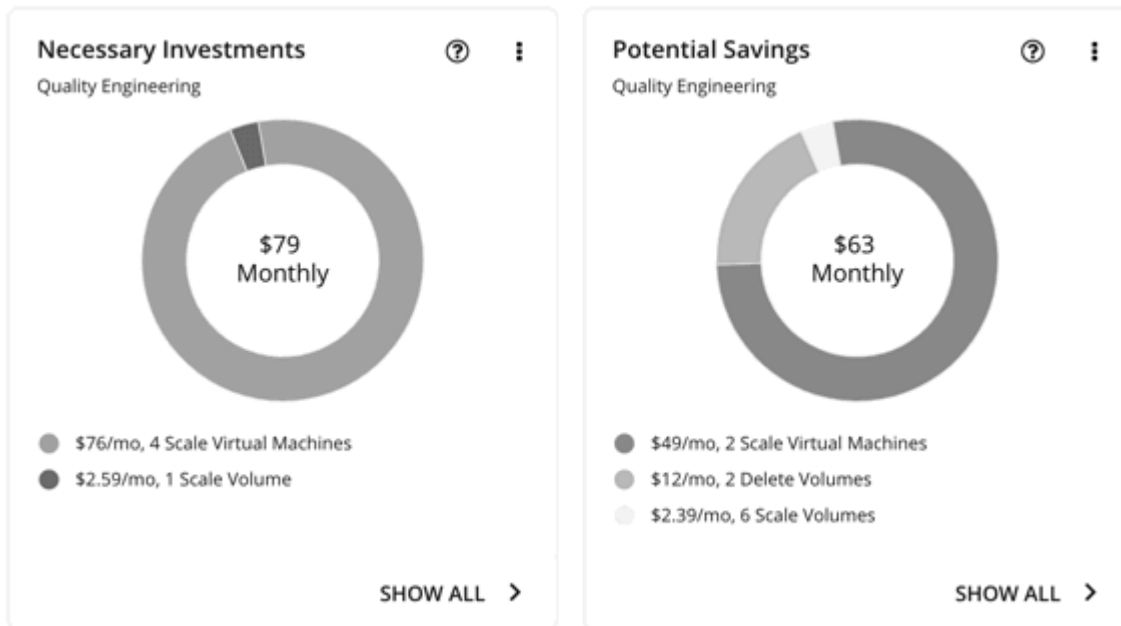 Necessary Investments
Quality Engineering
$79
Monthly
$76/mo, 4 Scale Virtual Machines
$2.59/mo, 1 Scale Volume
SHOW ALL
Potential Savings
Quality Engineering
$63
Monthly
$49/mo, 2 Scale Virtual Machines
$12/mo, 2 Delete Volumes
$2.39/mo, 6 Scale Volumes
SHOW ALL